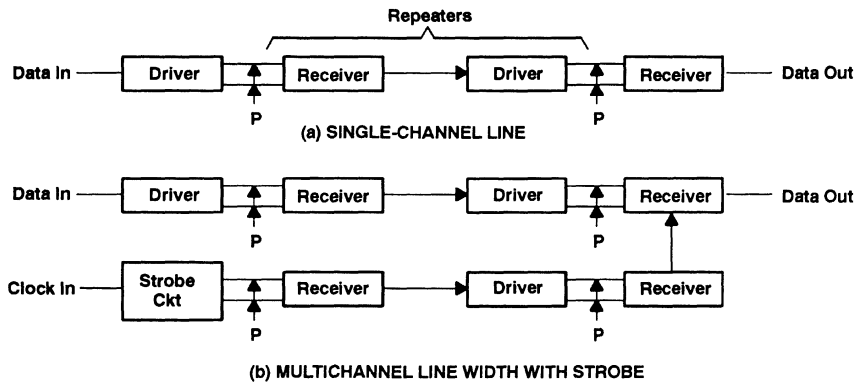 Repeaters
Data In Driver Receiver Driver Receiver Data Out
P P
(a) SINGLE-CHANNEL LINE
Data In Driver Receiver Driver Receiver Data Out
P P
Clock In Strobe Ckt Receiver Driver Receiver
P P
(b) MULTICHANNEL LINE WIDTH WITH STROBE